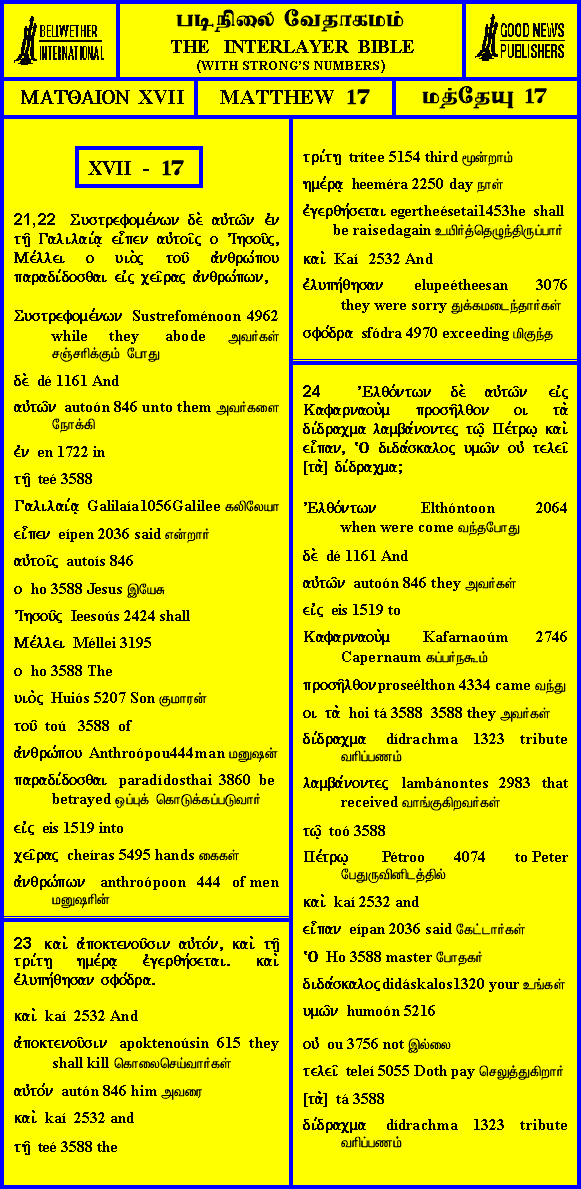 BELLWETHER
INTERNATIONAL
படிநிலை வேதாகமம்
THE INTERLAYER BIBLE
(WITH STRONG'S NUMBERS)
GOOD NEWS
PUBLISHERS
ΜΑΤΘΑΙΟΝ XVII
MATTHEW 17
மத்தேயு 17
XVII - 17
21,22 Συστρεφομένων δὲ αὐτῶν ἐν
τῇ Γαλιλαίᾳ εἶπεν αὐτοῖς ο Ἰησοῦς,
Μέλλει ο υιὸς τοῦ ἀνθρώπου
παραδίδοσθαι εἰς χεῖρας ἀνθρώπων,
Συστρεφομένων Sustrefoménoon 4962
while they abode அவர்கள்
சஞ்சரிக்கும் போது
δὲ dé 1161 And
αὐτῶν autoón 846 unto them அவர்களை
நோக்கி
ἐν en 1722 in
τῇ teé 3588
Γαλιλαίᾳ Galilaía1056Galilee கலிலேயா
εἶπεν eípen 2036 said என்றார்
αὐτοῖς autoís 846
ο ho 3588 Jesus இயேசு
Ἰησοῦς Ieesoús 2424 shall
Μέλλει Méllei 3195
ο ho 3588 The
υιὸς Huiós 5207 Son குமாரன்
τοῦ toú 3588 of
ἀνθρώπου Anthroópou444man மனுஷன்
παραδίδοσθαι paradídosthai 3860 be
betrayed ஒப்புக் கொடுக்கப்படுவார்
εἰς eis 1519 into
χεῖρας cheíras 5495 hands கைகள்
ἀνθρώπων anthroópoon 444 of men
மனுஷரின்
23 καὶ ἀποκτενοῦσιν αὐτόν, καὶ τῇ
τρίτῃ ημέρᾳ ἐγερθήσεται. καὶ
ἐλυπήθησαν σφόδρα.
καὶ kaí 2532 And
ἀποκτενοῦσιν apoktenoúsin 615 they
shall kill கொலைசெய்வார்கள்
αὐτόν autón 846 him அவரை
καὶ kaí 2532 and
τῇ teé 3588 the
τρίτῃ trítee 5154 third மூன்றாம்
ημέρᾳ heeméra 2250 day நாள்
ἐγερθήσεται egertheésetai1453he shall
be raisedagain உயிர்த்தெழுந்திருப்பார்
καὶ Kaí 2532 And
ἐλυπήθησαν elupeétheesan 3076
they were sorry துக்கமடைந்தார்கள்
σφόδρα sfódra 4970 exceeding மிகுந்த
24 Ἐλθόντων δὲ αὐτῶν εἰς
Καφαρναοὺμ προσῆλθον οι τὰ
δίδραχμα λαμβάνοντες τῷ Πέτρῳ καὶ
εἶπαν, Ὁ διδάσκαλος υμῶν οὐ τελεῖ
[τὰ] δίδραχμα;
Ἐλθόντων Elthóntoon 2064
when were come வந்தபோது
δὲ dé 1161 And
αὐτῶν autoón 846 they அவர்கள்
εἰς eis 1519 to
Καφαρναοὺμ Kafarnaoúm 2746
Capernaum கப்பர்நகூம்
προσῆλθονproseélthon 4334 came வந்து
οι τὰ hoi tá 3588 3588 they அவர்கள்
δίδραχμα dídrachma 1323 tribute
வரிப்பணம்
λαμβάνοντες lambánontes 2983 that
received வாங்குகிறவர்கள்
τῷ toó 3588
Πέτρῳ Pétroo 4074 to Peter
பேதுருவினிடத்தில்
καὶ kaí 2532 and
εἶπαν eípan 2036 said கேட்டார்கள்
Ὁ Ho 3588 master போதகர்
διδάσκαλος didáskalos1320 your உங்கள்
υμῶν humoón 5216
οὐ ou 3756 not இல்லை
τελεῖ teleí 5055 Doth pay செலுத்துகிறார்
[τὰ] tá 3588
δίδραχμα dídrachma 1323 tribute
வரிப்பணம்